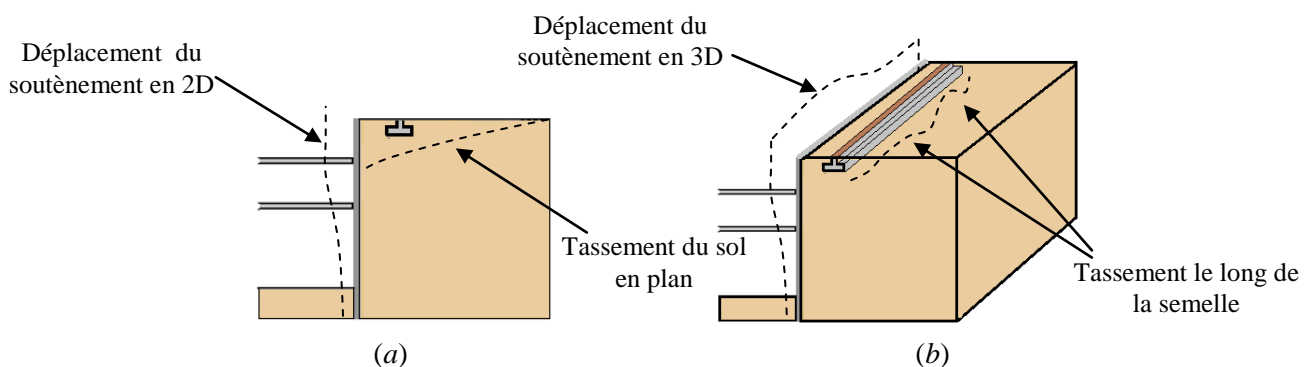 Déplacement du
soutènement en 2D
Déplacement du
soutènement en 3D
Tassement du sol
en plan
Tassement le long de
la semelle
(a)
(b)